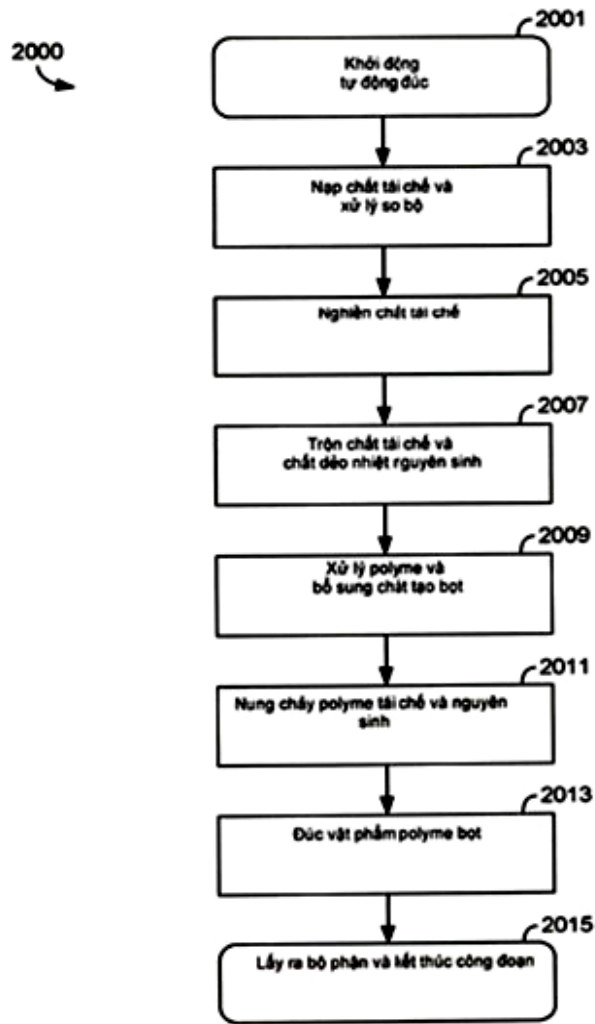 2000
2001
Khởi động
tự động đúc
2003
Nạp chất tái chế và
xử lý sơ bộ
2005
Nghiền chất tái chế
2007
Trộn chất tái chế và
chất dẻo nhiệt nguyên sinh
2009
Xử lý polyme và
bổ sung chất tạo bọt
2011
Nung chảy polyme tái chế và nguyên
sinh
2013
Đúc vật phẩm polyme bọt
2015
Lấy ra bộ phận và kết thúc công đoạn